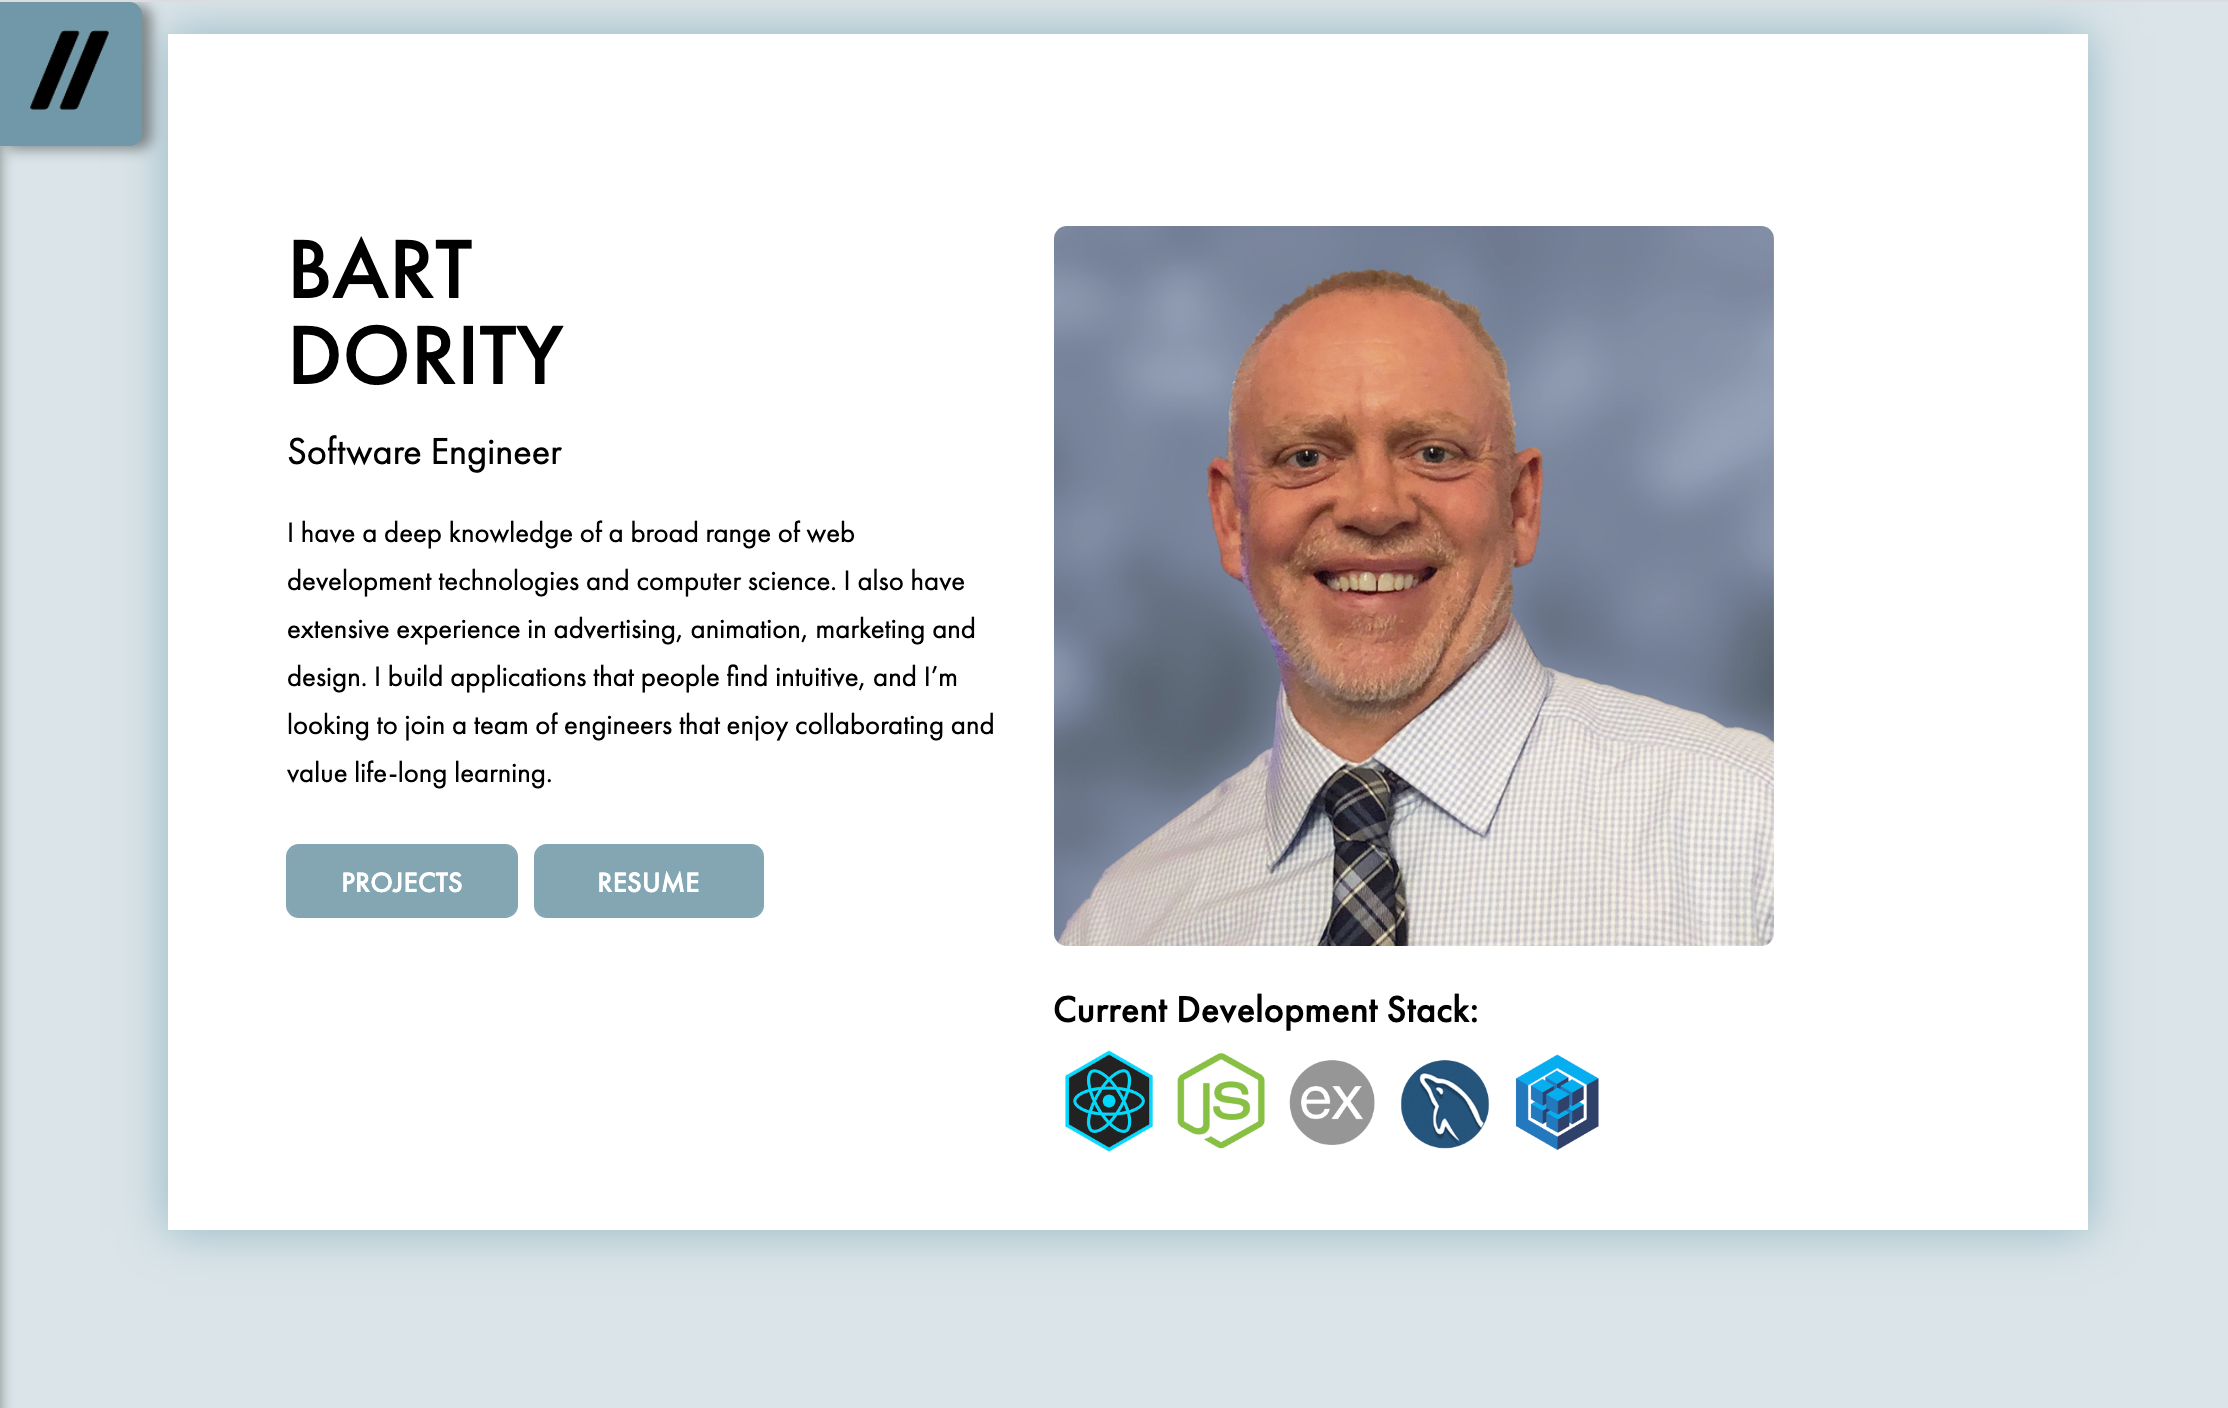 //
BART
DORITY
Software Engineer
I have a deep knowledge of a broad range of web
development technologies and computer science. I also have
extensive experience in advertising, animation, marketing and
design. I build applications that people find intuitive, and I’m
looking to join a team of engineers that enjoy collaborating and
value life-long learning.
PROJECTS RESUME
Current Development Stack:
JS ex